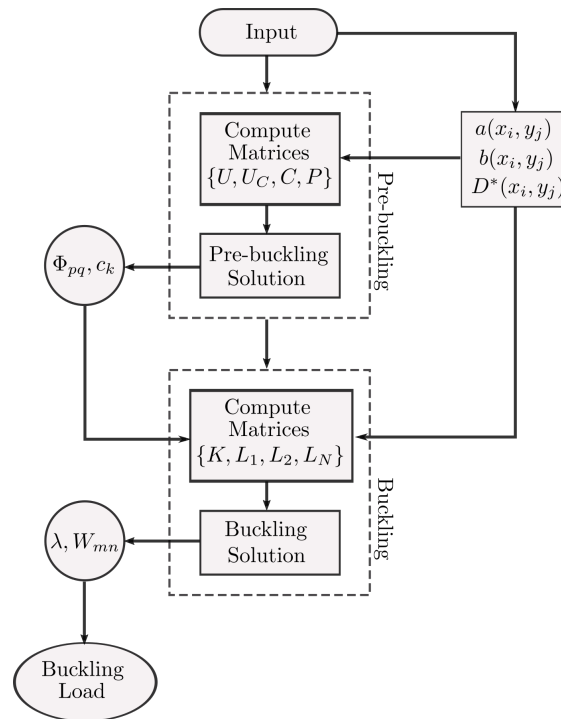 Input
a(x_i, y_j)
b(x_i, y_j)
D*(x_i, y_j)
Compute
Matrices
{U, U_C, C, P}
Pre-buckling
Pre-buckling
Solution
Φ_pq, c_k
Compute
Matrices
{K, L_1, L_2, L_N}
Buckling
Buckling
Solution
λ, W_mn
Buckling
Load